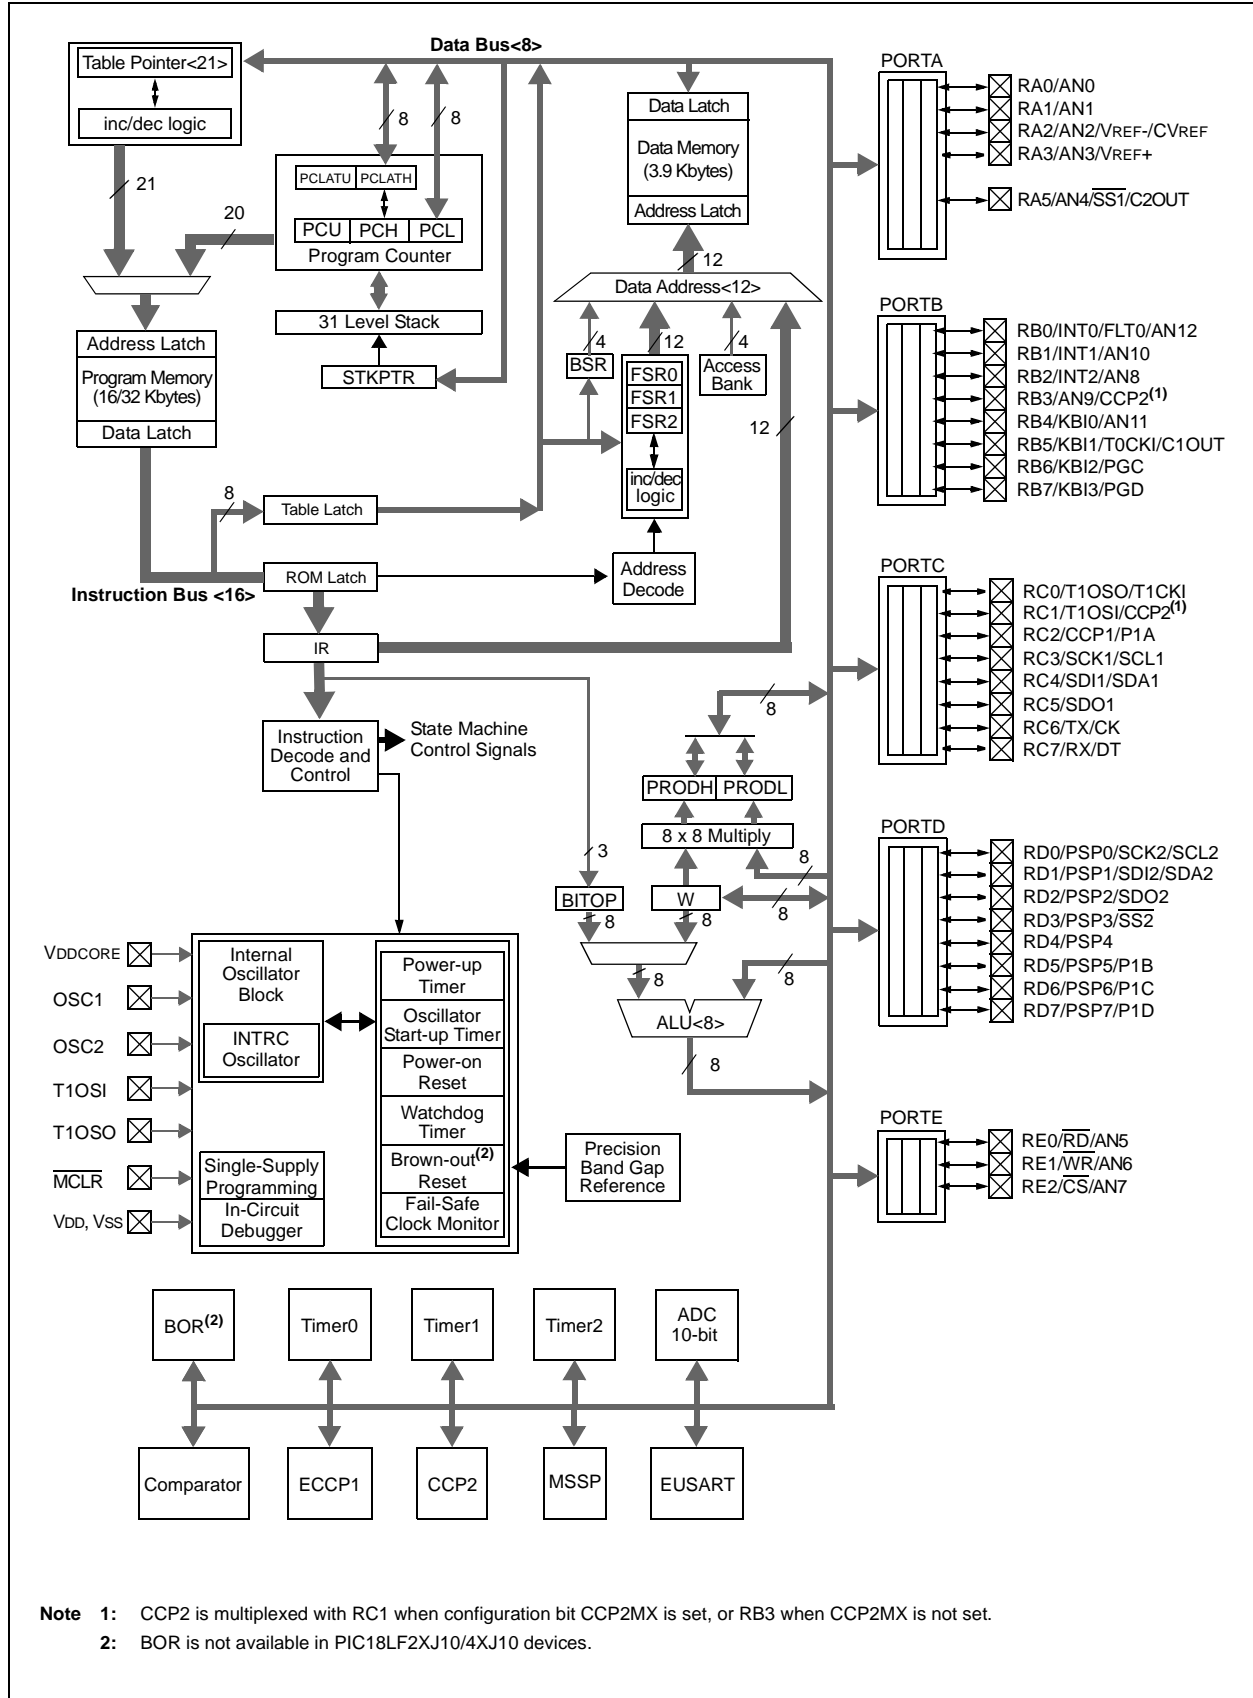 Data Bus<8>
Table Pointer<21>
inc/dec logic
21
20
8
8
PCLATU PCLATH
PCU PCH PCL
Program Counter
31 Level Stack
STKPTR
Data Latch
Data Memory
(3.9 Kbytes)
Address Latch
12
Data Address<12>
4
12
4
BSR
FSR0
FSR1
FSR2
inc/dec
logic
Access
Bank
12
Address Latch
Program Memory
(16/32 Kbytes)
Data Latch
8
Table Latch
ROM Latch
Instruction Bus <16>
Address
Decode
IR
Instruction
Decode and
Control
State Machine
Control Signals
8
PRODH PRODL
8 x 8 Multiply
3
8
BITOP
W
8
8
8
8
8
ALU<8>
8
VDDCORE
OSC1
OSC2
T1OSI
T1OSO
MCLR
VDD, VSS
Internal
Oscillator
Block
INTRC
Oscillator
Single-Supply
Programming
In-Circuit
Debugger
Power-up
Timer
Oscillator
Start-up Timer
Power-on
Reset
Watchdog
Timer
Brown-out(2)
Reset
Fail-Safe
Clock Monitor
Precision
Band Gap
Reference
PORTA
RA0/AN0
RA1/AN1
RA2/AN2/VREF-/CVREF
RA3/AN3/VREF+
RA5/AN4/SS1/C2OUT
PORTB
RB0/INT0/FLT0/AN12
RB1/INT1/AN10
RB2/INT2/AN8
RB3/AN9/CCP2(1)
RB4/KBI0/AN11
RB5/KBI1/T0CKI/C1OUT
RB6/KBI2/PGC
RB7/KBI3/PGD
PORTC
RC0/T1OSO/T1CKI
RC1/T1OSI/CCP2(1)
RC2/CCP1/P1A
RC3/SCK1/SCL1
RC4/SDI1/SDA1
RC5/SDO1
RC6/TX/CK
RC7/RX/DT
PORTD
RD0/PSP0/SCK2/SCL2
RD1/PSP1/SDI2/SDA2
RD2/PSP2/SDO2
RD3/PSP3/SS2
RD4/PSP4
RD5/PSP5/P1B
RD6/PSP6/P1C
RD7/PSP7/P1D
PORTE
RE0/RD/AN5
RE1/WR/AN6
RE2/CS/AN7
BOR(2)
Timer0
Timer1
Timer2
ADC
10-bit
Comparator
ECCP1
CCP2
MSSP
EUSART
Note 1: CCP2 is multiplexed with RC1 when configuration bit CCP2MX is set, or RB3 when CCP2MX is not set.
2: BOR is not available in PIC18LF2XJ10/4XJ10 devices.